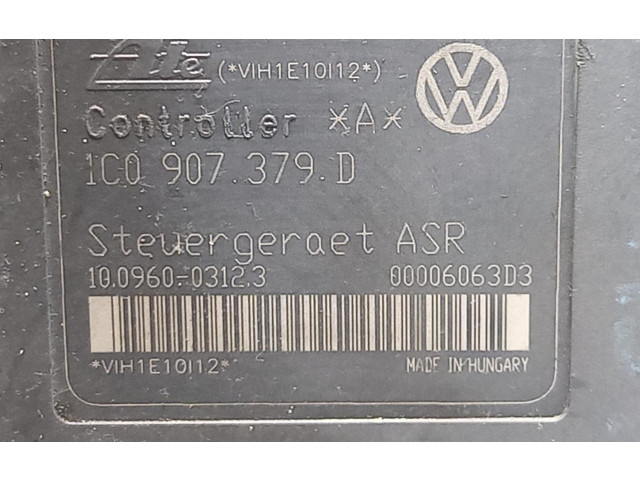 Ate (*VIH1E10I12*)
Controller *A*
1C0 907 379 D
Steuergeraet ASR
10.0960-0312.3 00006063D3
*VIH1E10I12*
MADE IN HUNGARY